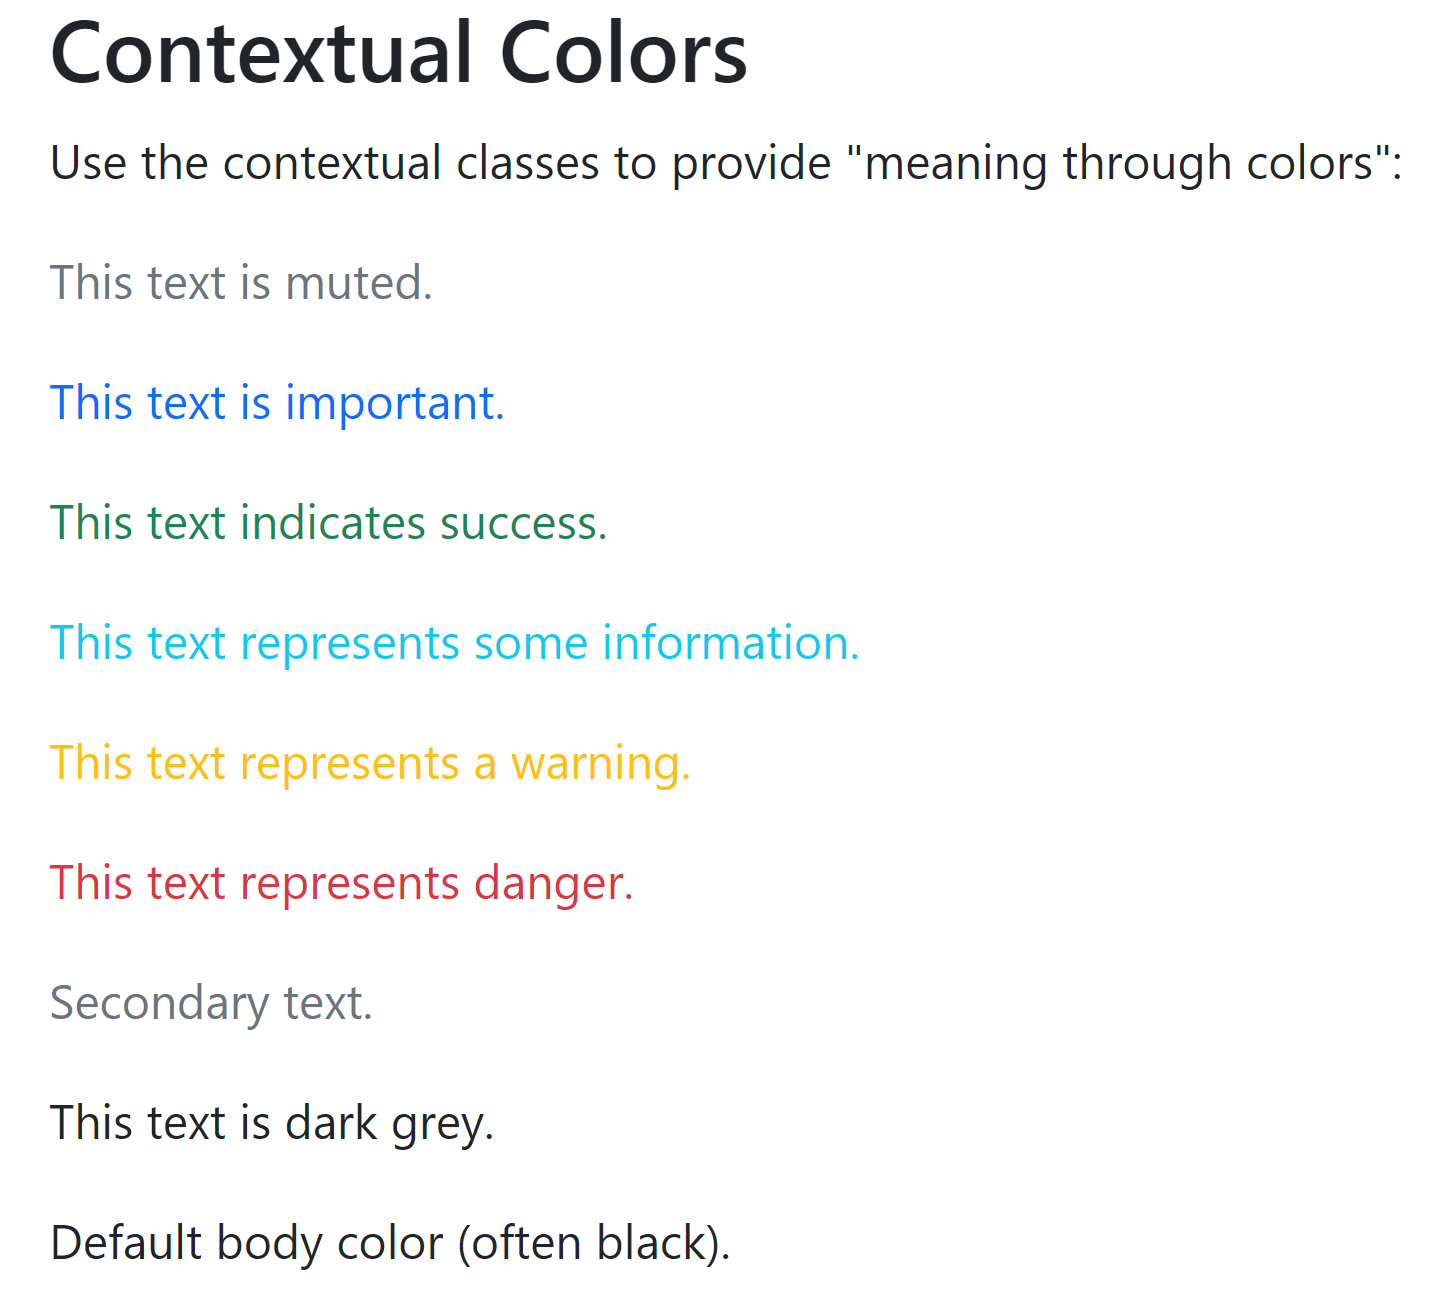 Contextual Colors
Use the contextual classes to provide "meaning through colors":
This text is muted.
This text is important.
This text indicates success.
This text represents some information.
This text represents a warning.
This text represents danger.
Secondary text.
This text is dark grey.
Default body color (often black).